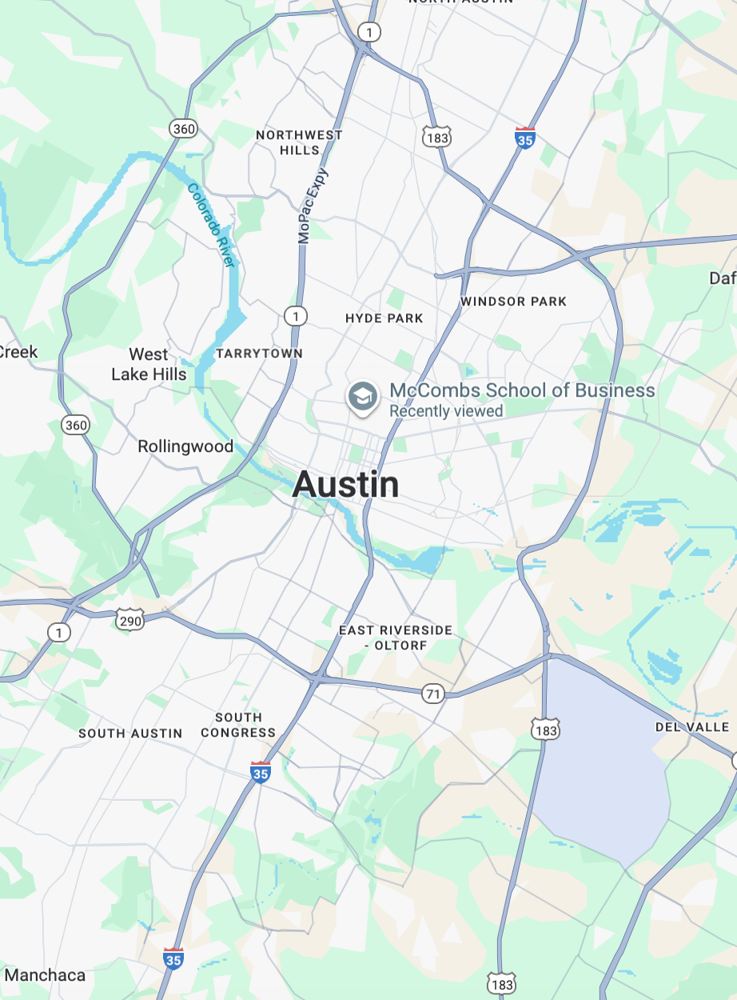 NORTH AUSTIN
1
360
NORTHWEST
HILLS
183
35
MoPac Expy
Colorado River
Daf
WINDSOR PARK
1
HYDE PARK
Creek
West
Lake Hills
TARRYTOWN
McCombs School of Business
Recently viewed
360
Rollingwood
Austin
290
1
EAST RIVERSIDE
- OLTORF
71
SOUTH
CONGRESS
SOUTH AUSTIN
183
DEL VALLE
35
35
Manchaca
183